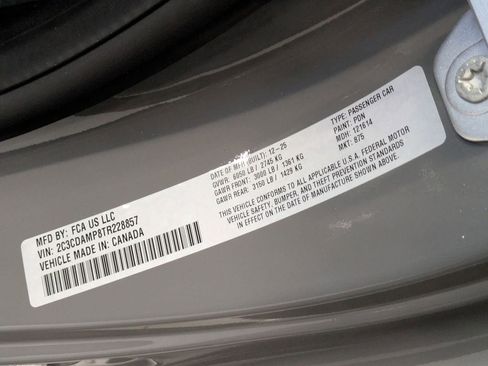 MFD BY: FCA US LLC
VIN: 2C3CDAMP8TR228857
VEHICLE MADE IN: CANADA
DATE OF MFR (BUILT): 12-25
GVWR: 6050 LB / 2745 KG
GAWR FRONT: 3000 LB / 1361 KG
GAWR REAR: 3150 LB / 1429 KG
TYPE: PASSENGER CAR
PAINT: PDN
MDH: 121614
MKT: 875
THIS VEHICLE CONFORMS TO ALL APPLICABLE U.S.A. FEDERAL MOTOR
VEHICLE SAFETY, BUMPER, AND THEFT PREVENTION STANDARDS
IN EFFECT ON THE DATE OF MANUFACTURE SHOWN ABOVE